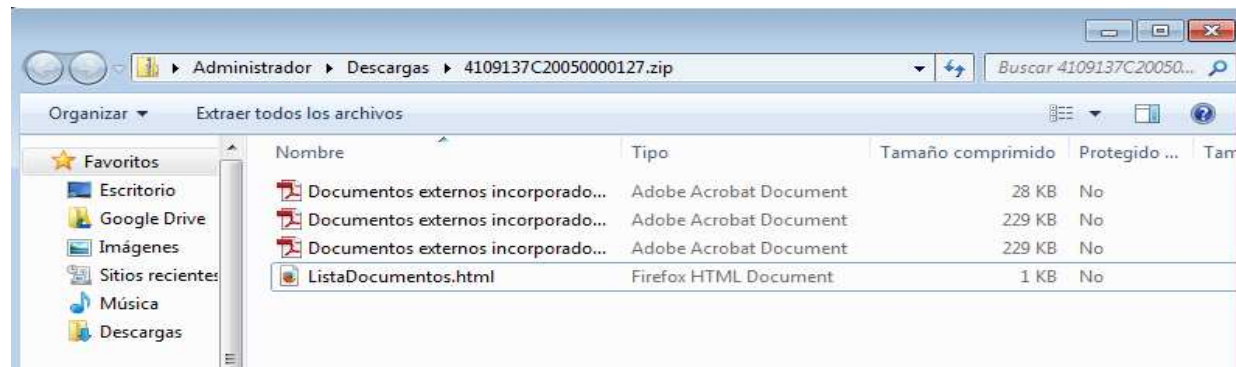 Administrador ▸ Descargas ▸ 4109137C20050000127.zip
Buscar 4109137C20050...
Organizar
Extraer todos los archivos
Favoritos
Escritorio
Google Drive
Imágenes
Sitios recientes
Música
Descargas
Nombre Tipo Tamaño comprimido Protegido ... Tam
Documentos externos incorporado... Adobe Acrobat Document 28 KB No
Documentos externos incorporado... Adobe Acrobat Document 229 KB No
Documentos externos incorporado... Adobe Acrobat Document 229 KB No
ListaDocumentos.html Firefox HTML Document 1 KB No